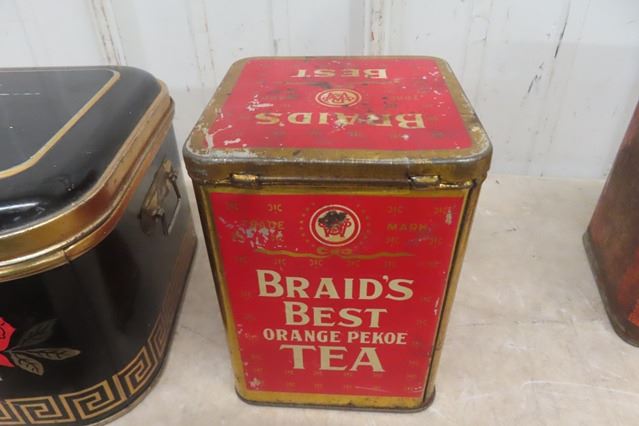 BRAID'S
BEST
TRADE MARK
BRAID'S
BEST
ORANGE PEKOE
TEA